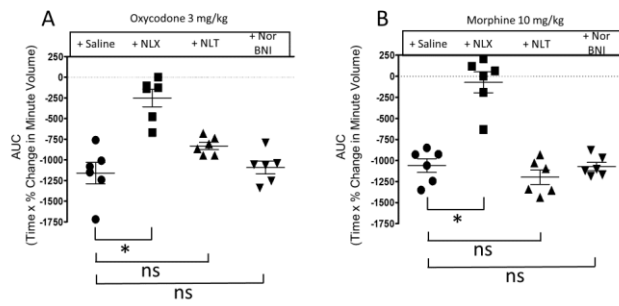 A
Oxycodone 3 mg/kg
+ Saline + NLX + NLT + Nor BNI
AUC
(Time x % Change in Minute Volume)
250
0
-250
-500
-750
-1000
-1250
-1500
-1750
*
ns
ns
B
Morphine 10 mg/kg
+ Saline + NLX + NLT + Nor BNI
AUC
(Time x % Change in Minute Volume)
250
0
-250
-500
-750
-1000
-1250
-1500
-1750
*
ns
ns